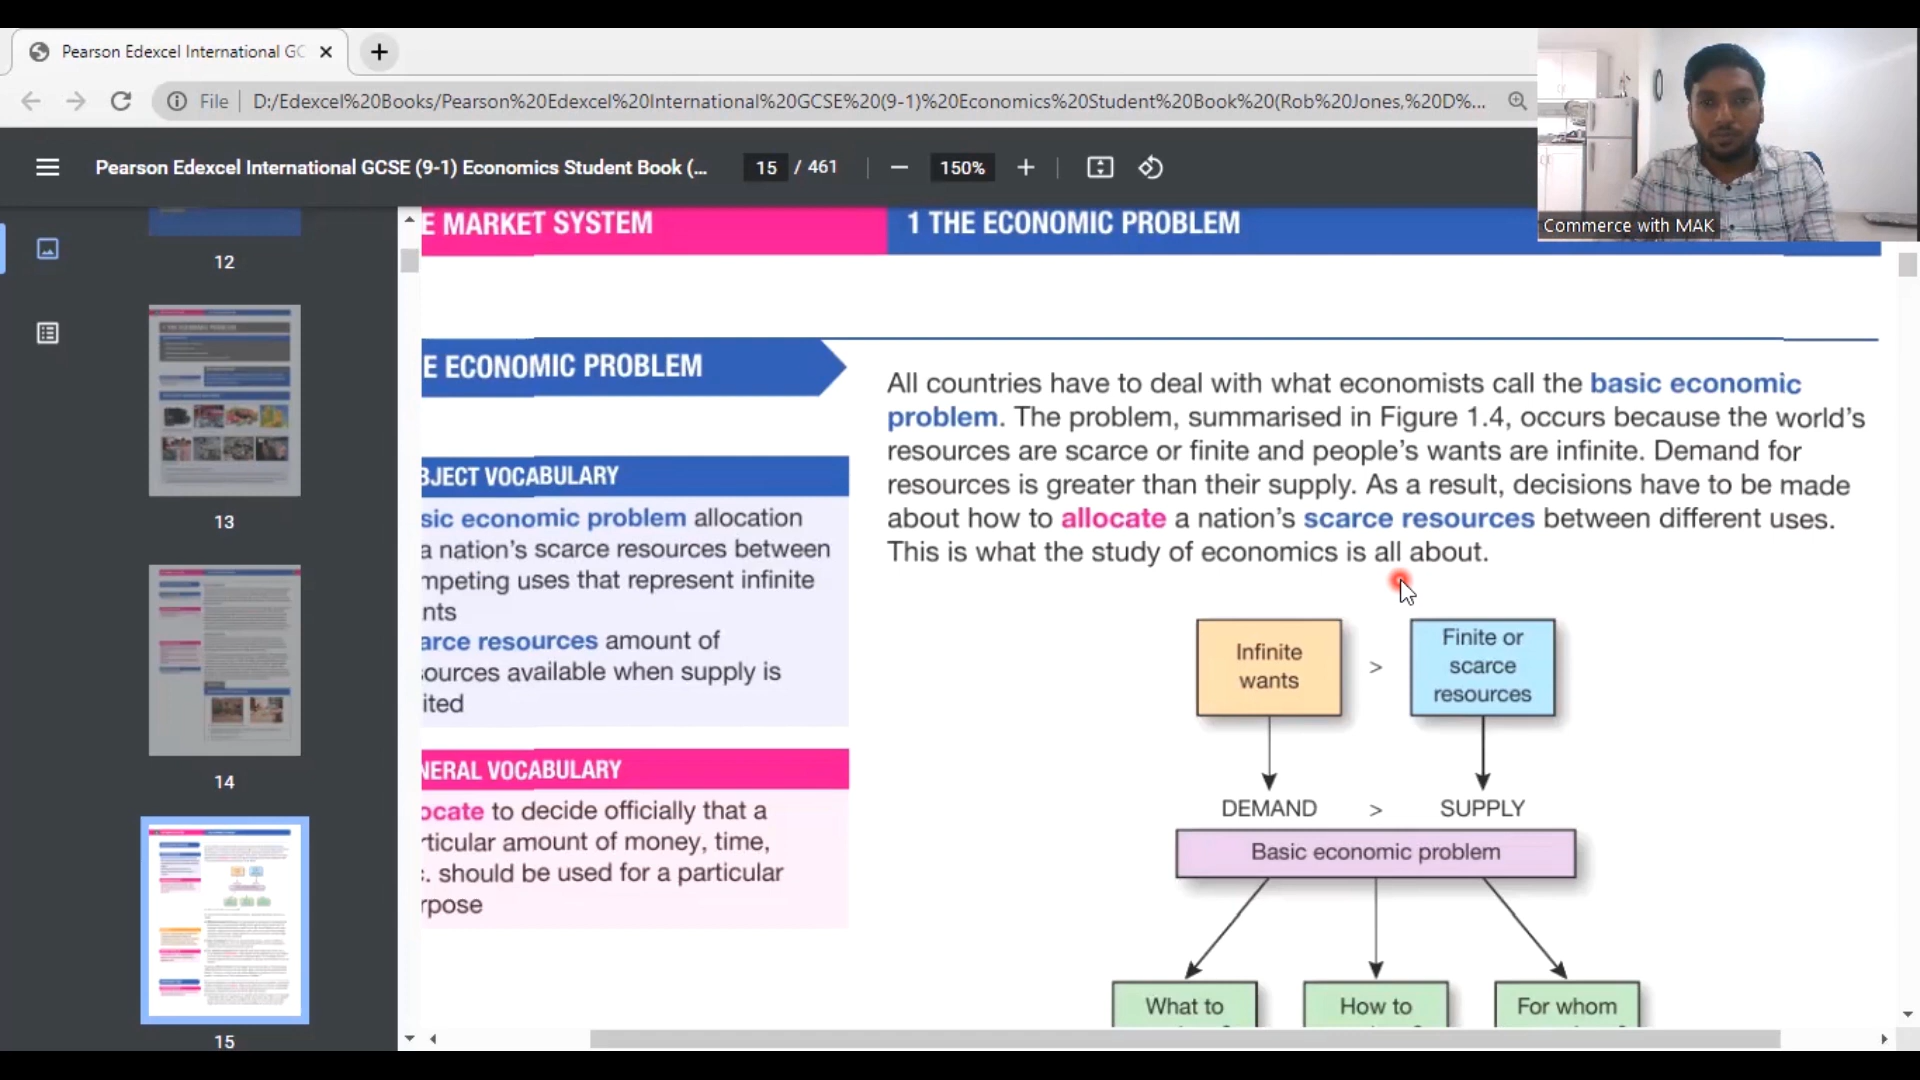 Pearson Edexcel International GC
File
D:/Edexcel%20Books/Pearson%20Edexcel%20International%20GCSE%20(9-1)%20Economics%20Student%20Book%20(Rob%20Jones,%20D%...
Pearson Edexcel International GCSE (9-1) Economics Student Book (...
15 / 461
150%
Commerce with MAK
12
13
14
15
E MARKET SYSTEM
1 THE ECONOMIC PROBLEM
E ECONOMIC PROBLEM
BJECT VOCABULARY
sic economic problem allocation
a nation's scarce resources between
mpeting uses that represent infinite
nts
arce resources amount of
sources available when supply is
ited
NERAL VOCABULARY
ocate to decide officially that a
rticular amount of money, time,
c. should be used for a particular
rpose
All countries have to deal with what economists call the basic economic
problem. The problem, summarised in Figure 1.4, occurs because the world's
resources are scarce or finite and people's wants are infinite. Demand for
resources is greater than their supply. As a result, decisions have to be made
about how to allocate a nation's scarce resources between different uses.
This is what the study of economics is all about.
Infinite
wants
>
Finite or
scarce
resources
DEMAND > SUPPLY
Basic economic problem
What to
How to
For whom